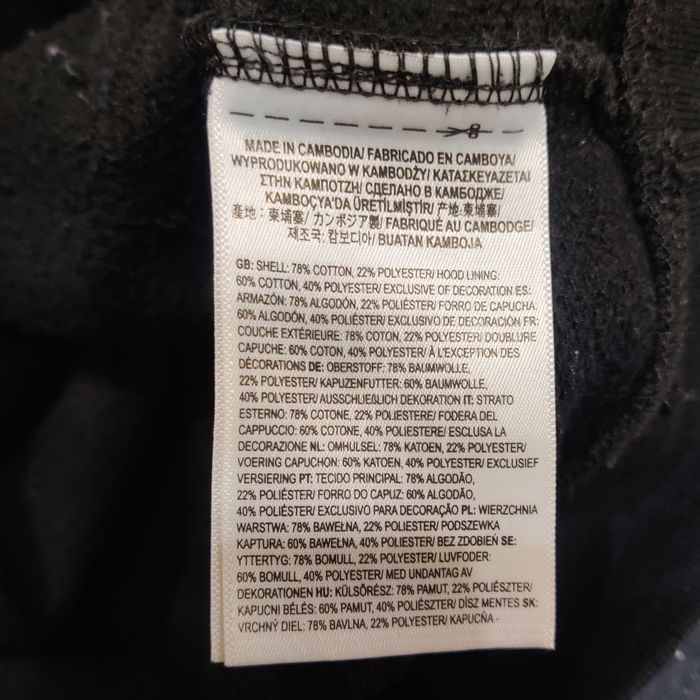 MADE IN CAMBODIA/ FABRICADO EN CAMBOYA/
WYPRODUKOWANO W KAMBODŻY/ ΚΑΤΑΣΚΕΥΑΖΕΤΑΙ
ΣΤΗΝ ΚΑΜΠΟΤΖΗ/ СДЕЛАНО В КАМБОДЖЕ/
KAMBOÇYA'DA ÜRETİLMİŞTİR/ 产地:柬埔寨/
產地:柬埔寨/ カンボジア製/ FABRIQUÉ AU CAMBODGE/
제조국: 캄보디아/ BUATAN KAMBOJA
GB: SHELL: 78% COTTON, 22% POLYESTER/ HOOD LINING:
60% COTTON, 40% POLYESTER/ EXCLUSIVE OF DECORATION ES:
ARMAZÓN: 78% ALGODÓN, 22% POLIÉSTER/ FORRO DE CAPUCHA:
60% ALGODÓN, 40% POLIÉSTER/ EXCLUSIVO DE DECORACIÓN FR:
COUCHE EXTÉRIEURE: 78% COTON, 22% POLYESTER/ DOUBLURE
CAPUCHE: 60% COTON, 40% POLYESTER/ À L'EXCEPTION DES
DÉCORATIONS DE: OBERSTOFF: 78% BAUMWOLLE,
22% POLYESTER/ KAPUZENFUTTER: 60% BAUMWOLLE,
40% POLYESTER/ AUSSCHLIEßLICH DEKORATION IT: STRATO
ESTERNO: 78% COTONE, 22% POLIESTERE/ FODERA DEL
CAPPUCCIO: 60% COTONE, 40% POLIESTERE/ ESCLUSA LA
DECORAZIONE NL: OMHULSEL: 78% KATOEN, 22% POLYESTER/
VOERING CAPUCHON: 60% KATOEN, 40% POLYESTER/ EXCLUSIEF
VERSIERING PT: TECIDO PRINCIPAL: 78% ALGODÃO,
22% POLIÉSTER/ FORRO DO CAPUZ: 60% ALGODÃO,
40% POLIÉSTER/ EXCLUSIVO PARA DECORAÇÃO PL: WIERZCHNIA
WARSTWA: 78% BAWEŁNA, 22% POLIESTER/ PODSZEWKA
KAPTURA: 60% BAWEŁNA, 40% POLIESTER/ BEZ ZDOBIEŃ SE:
YTTERTYG: 78% BOMULL, 22% POLYESTER/ LUVFODER:
60% BOMULL, 40% POLYESTER/ MED UNDANTAG AV
DEKORATIONEN HU: KÜLSŐRÉSZ: 78% PAMUT, 22% POLIÉSZTER/
KAPUCNI BÉLÉS: 60% PAMUT, 40% POLIÉSZTER/ DÍSZ MENTES SK:
VRCHNÝ DIEL: 78% BAVLNA, 22% POLYESTER/ KAPUCŇA -